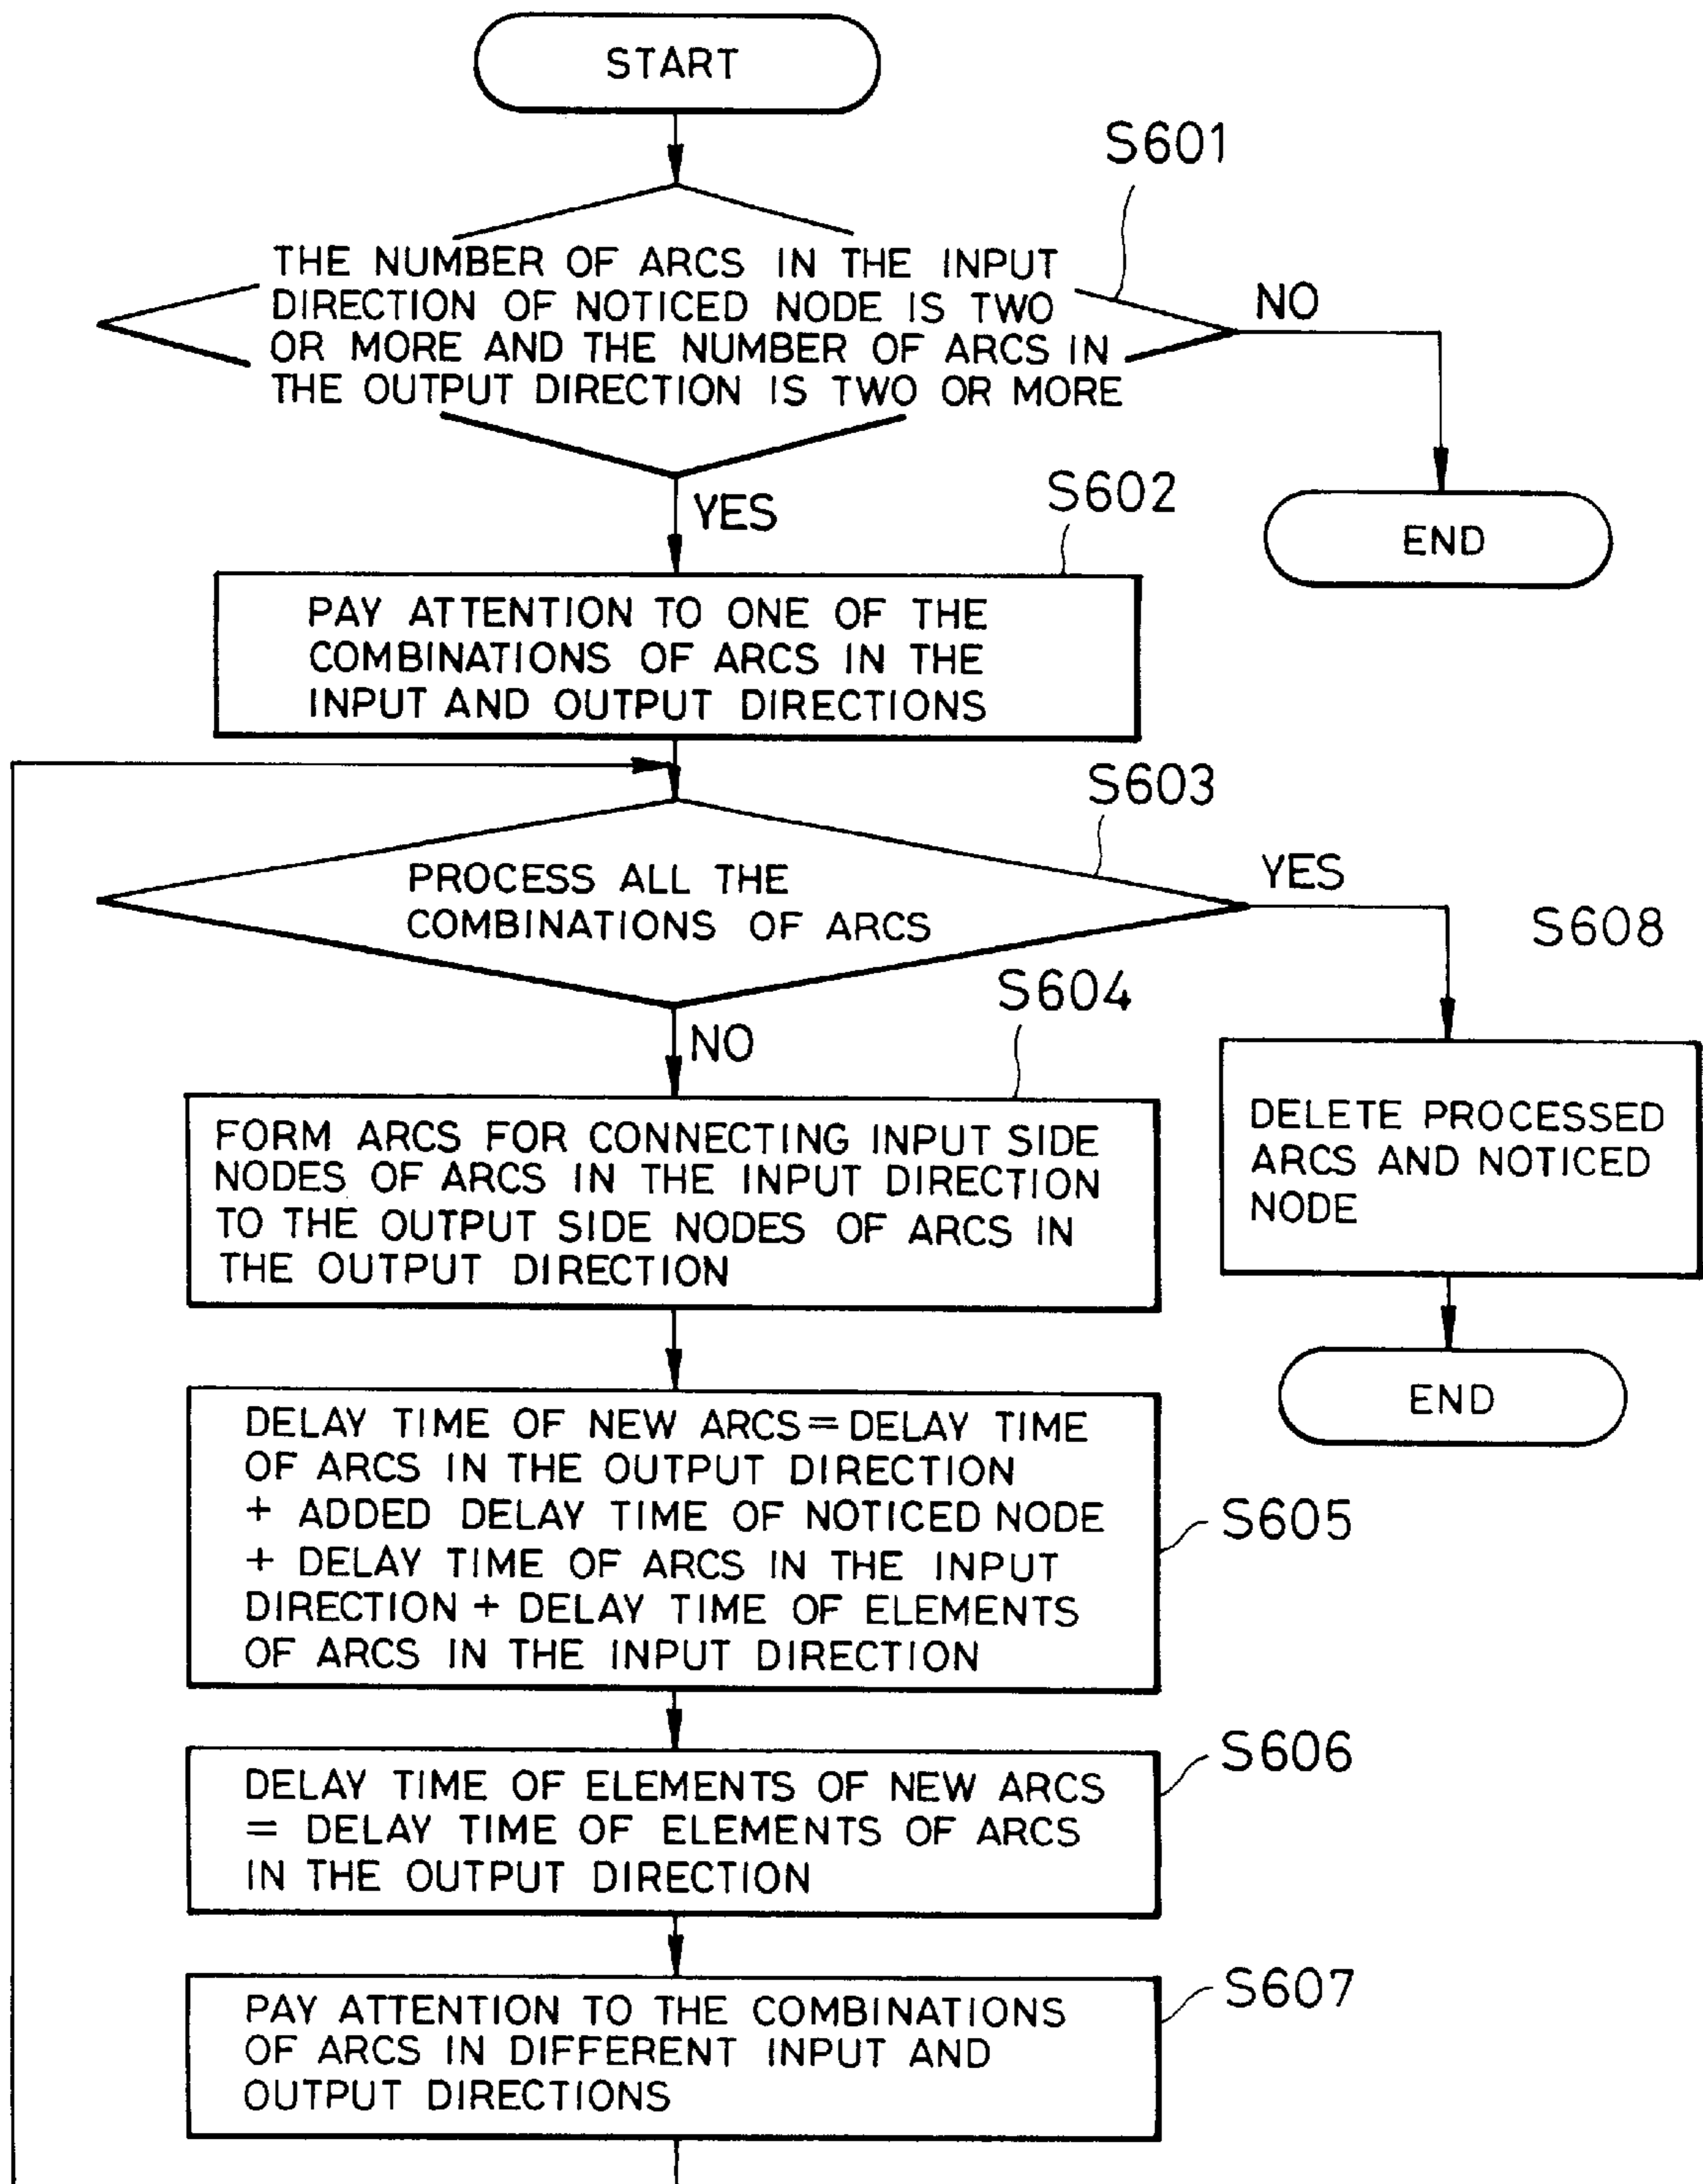 START
S601
THE NUMBER OF ARCS IN THE INPUT
DIRECTION OF NOTICED NODE IS TWO
OR MORE AND THE NUMBER OF ARCS IN
THE OUTPUT DIRECTION IS TWO OR MORE
NO
END
YES
S602
PAY ATTENTION TO ONE OF THE
COMBINATIONS OF ARCS IN THE
INPUT AND OUTPUT DIRECTIONS
S603
PROCESS ALL THE
COMBINATIONS OF ARCS
YES
S608
NO
S604
FORM ARCS FOR CONNECTING INPUT SIDE
NODES OF ARCS IN THE INPUT DIRECTION
TO THE OUTPUT SIDE NODES OF ARCS IN
THE OUTPUT DIRECTION
DELETE PROCESSED
ARCS AND NOTICED
NODE
END
DELAY TIME OF NEW ARCS = DELAY TIME
OF ARCS IN THE OUTPUT DIRECTION
+ ADDED DELAY TIME OF NOTICED NODE
+ DELAY TIME OF ARCS IN THE INPUT
DIRECTION + DELAY TIME OF ELEMENTS
OF ARCS IN THE INPUT DIRECTION
S605
DELAY TIME OF ELEMENTS OF NEW ARCS
= DELAY TIME OF ELEMENTS OF ARCS
IN THE OUTPUT DIRECTION
S606
PAY ATTENTION TO THE COMBINATIONS
OF ARCS IN DIFFERENT INPUT AND
OUTPUT DIRECTIONS
S607